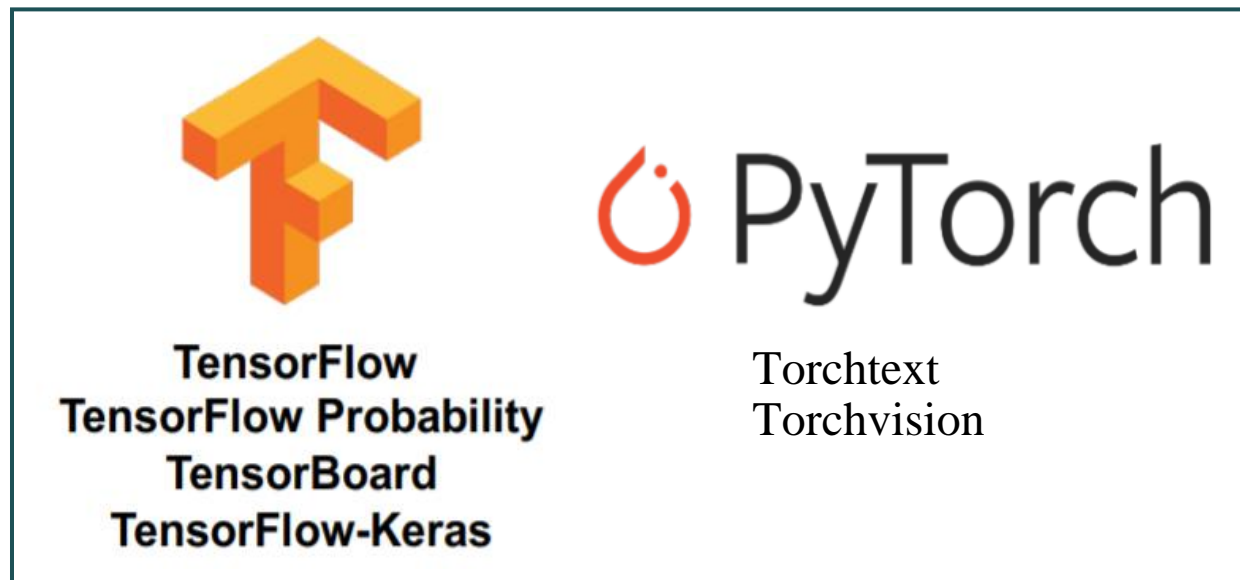 TensorFlow
TensorFlow Probability
TensorBoard
TensorFlow-Keras
PyTorch
Torchtext
Torchvision